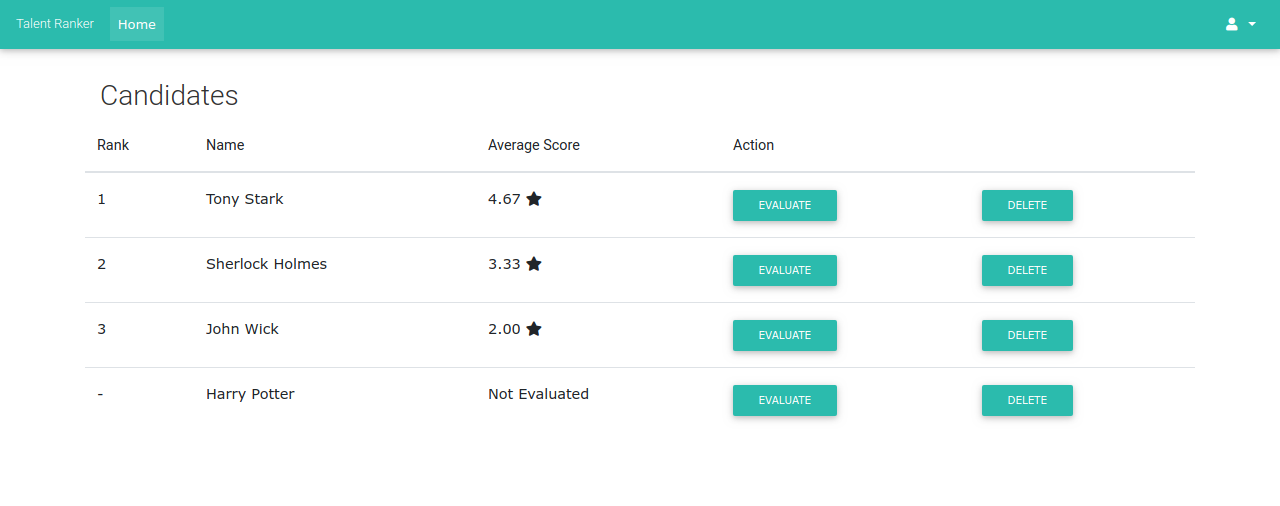 Talent Ranker Home
Candidates
Rank Name Average Score Action
1 Tony Stark 4.67 EVALUATE DELETE
2 Sherlock Holmes 3.33 EVALUATE DELETE
3 John Wick 2.00 EVALUATE DELETE
- Harry Potter Not Evaluated EVALUATE DELETE